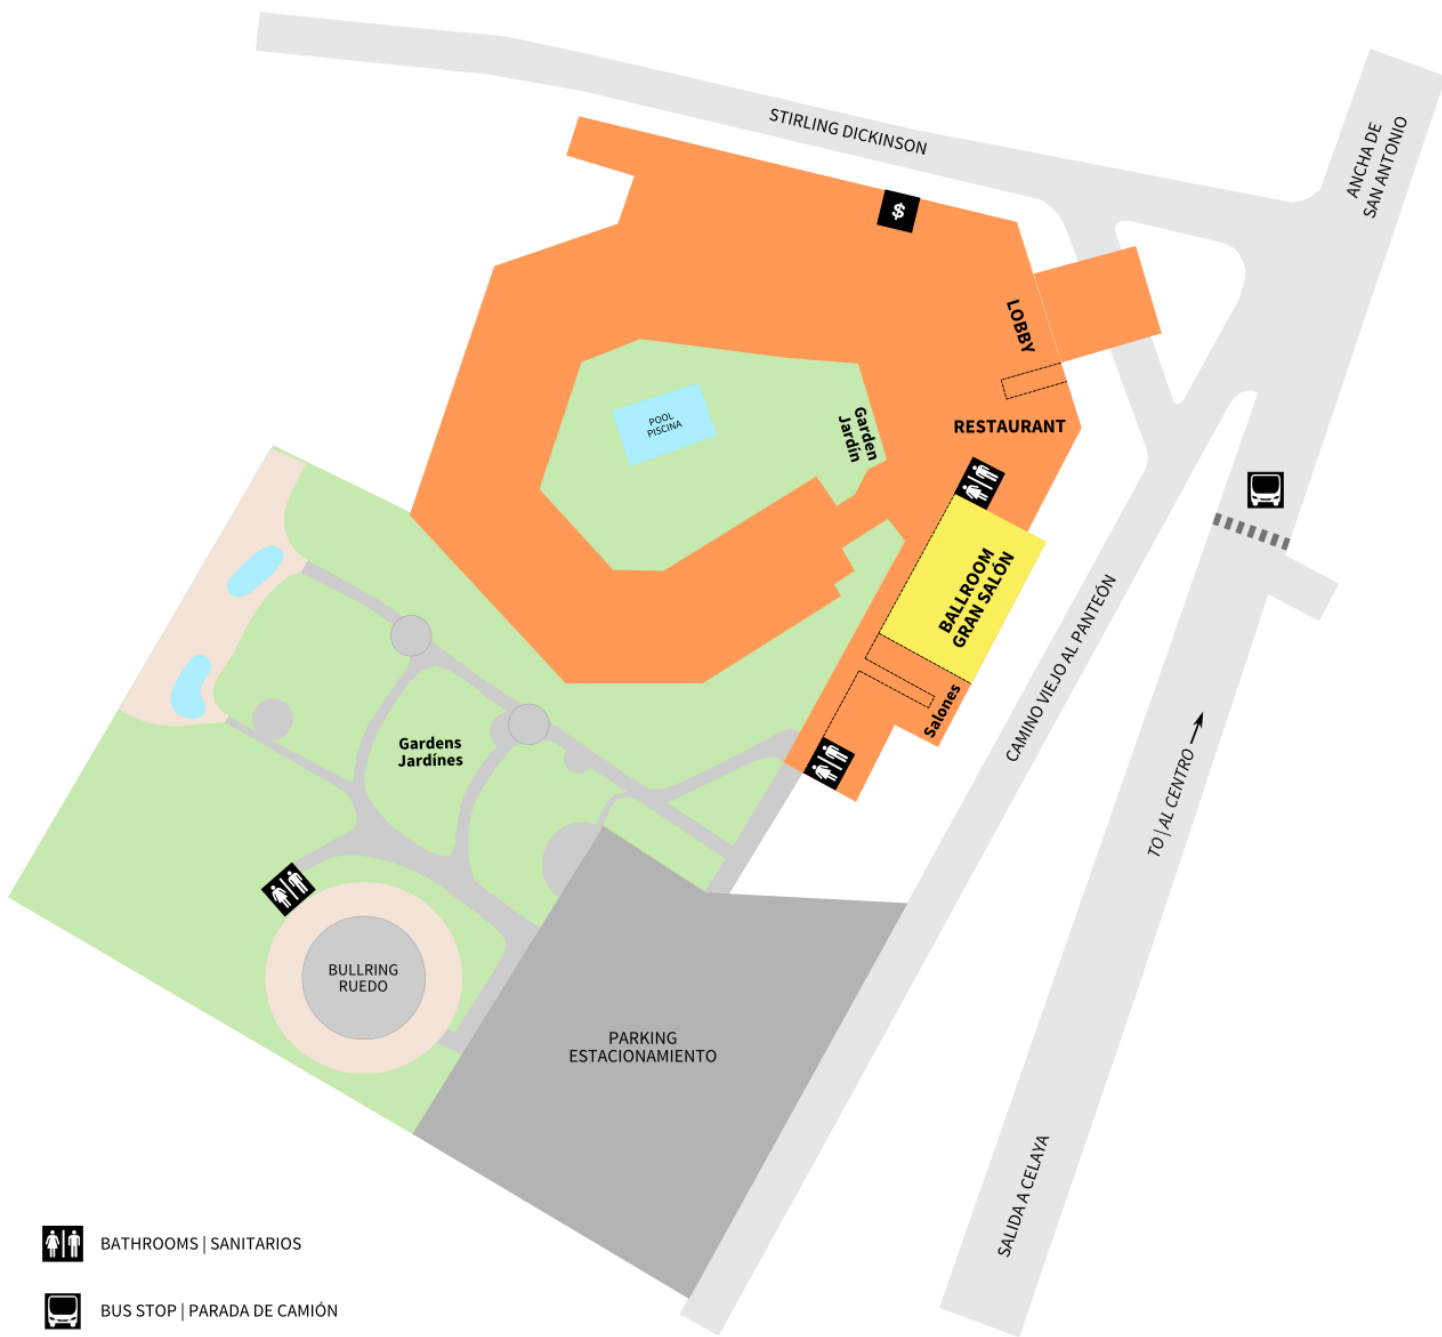 STIRLING DICKINSON
ANCHA DE
SAN ANTONIO
$
LOBBY
RESTAURANT
Garden
Jardín
POOL
PISCINA
BALLROOM
GRAN SALÓN
Salones
CAMINO VIEJO AL PANTEÓN
TO | AL CENTRO
SALIDA A CELAYA
Gardens
Jardínes
BULLRING
RUEDO
PARKING
ESTACIONAMIENTO
BATHROOMS | SANITARIOS
BUS STOP | PARADA DE CAMIÓN